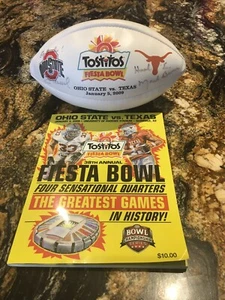 Tostitos
FIESTA BOWL
OHIO STATE vs. TEXAS
January 5, 2009
OHIO STATE vs. TEXAS
Tostitos
FIESTA BOWL
38TH ANNUAL
FIESTA BOWL
FOUR SENSATIONAL QUARTERS
THE GREATEST GAMES
IN HISTORY!
BOWL
$10.00